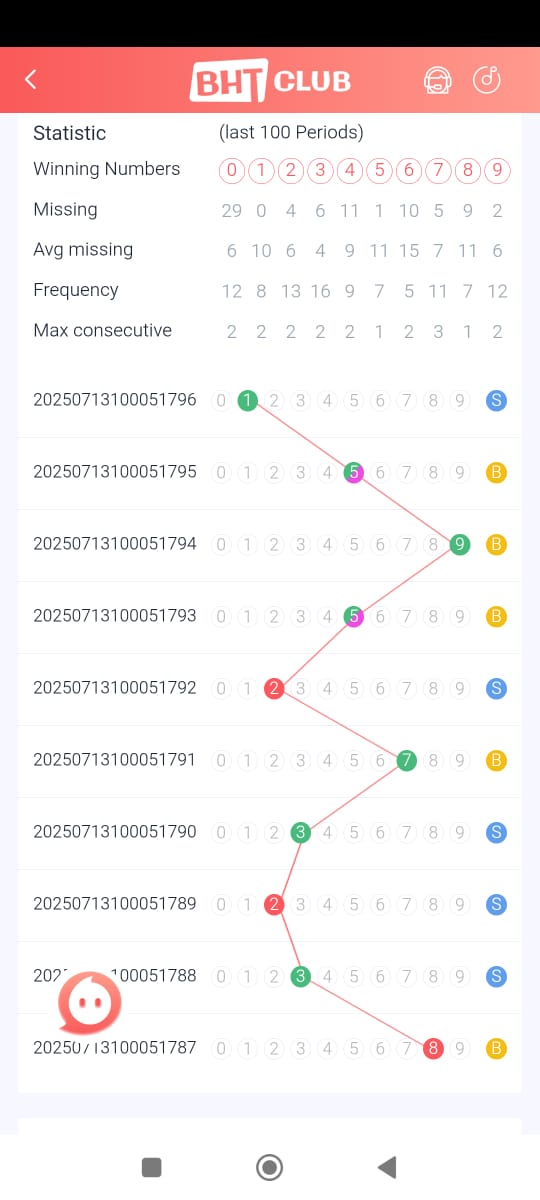 BHT CLUB
Statistic (last 100 Periods)
Winning Numbers 0 1 2 3 4 5 6 7 8 9
Missing 29 0 4 6 11 1 10 5 9 2
Avg missing 6 10 6 4 9 11 15 7 11 6
Frequency 12 8 13 16 9 7 5 11 7 12
Max consecutive 2 2 2 2 2 1 2 3 1 2
20250713100051796 0 1 2 3 4 5 6 7 8 9 S
20250713100051795 0 1 2 3 4 5 6 7 8 9 B
20250713100051794 0 1 2 3 4 5 6 7 8 9 B
20250713100051793 0 1 2 3 4 5 6 7 8 9 B
20250713100051792 0 1 2 3 4 5 6 7 8 9 S
20250713100051791 0 1 2 3 4 5 6 7 8 9 B
20250713100051790 0 1 2 3 4 5 6 7 8 9 S
20250713100051789 0 1 2 3 4 5 6 7 8 9 S
0 1 2 3 4 5 6 7 8 9 S
20250713100051787 0 1 2 3 4 5 6 7 8 9 B